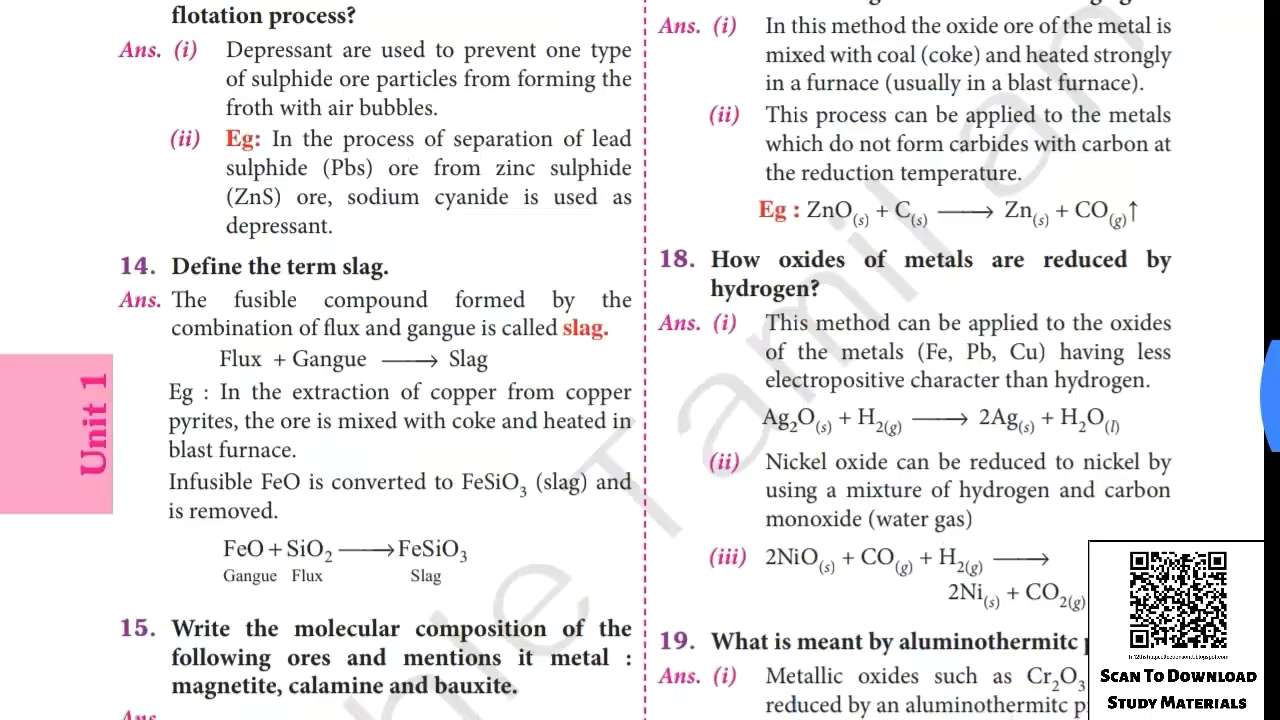 flotation process?
Ans. (i) Depressant are used to prevent one type
of sulphide ore particles from forming the
froth with air bubbles.
(ii) Eg: In the process of separation of lead
sulphide (Pbs) ore from zinc sulphide
(ZnS) ore, sodium cyanide is used as
depressant.
14. Define the term slag.
Ans. The fusible compound formed by the
combination of flux and gangue is called slag.
Flux + Gangue ⟶ Slag
Eg : In the extraction of copper from copper
pyrites, the ore is mixed with coke and heated in
blast furnace.
Infusible FeO is converted to FeSiO₃ (slag) and
is removed.
FeO + SiO₂ ⟶ FeSiO₃
Gangue Flux Slag
15. Write the molecular composition of the
following ores and mentions it metal :
magnetite, calamine and bauxite.
Ans.
Unit 1
Ans. (i) In this method the oxide ore of the metal is
mixed with coal (coke) and heated strongly
in a furnace (usually in a blast furnace).
(ii) This process can be applied to the metals
which do not form carbides with carbon at
the reduction temperature.
Eg : ZnO(s) + C(s) ⟶ Zn(s) + CO(g)↑
18. How oxides of metals are reduced by
hydrogen?
Ans. (i) This method can be applied to the oxides
of the metals (Fe, Pb, Cu) having less
electropositive character than hydrogen.
Ag₂O(s) + H₂(g) ⟶ 2Ag(s) + H₂O(l)
(ii) Nickel oxide can be reduced to nickel by
using a mixture of hydrogen and carbon
monoxide (water gas)
(iii) 2NiO(s) + CO(g) + H₂(g) ⟶
2Ni(s) + CO₂(g)
19. What is meant by aluminothermitc
Ans. (i) Metallic oxides such as Cr₂O₃
reduced by an aluminothermitc
Tamilan
Scan To Download
Study Materials